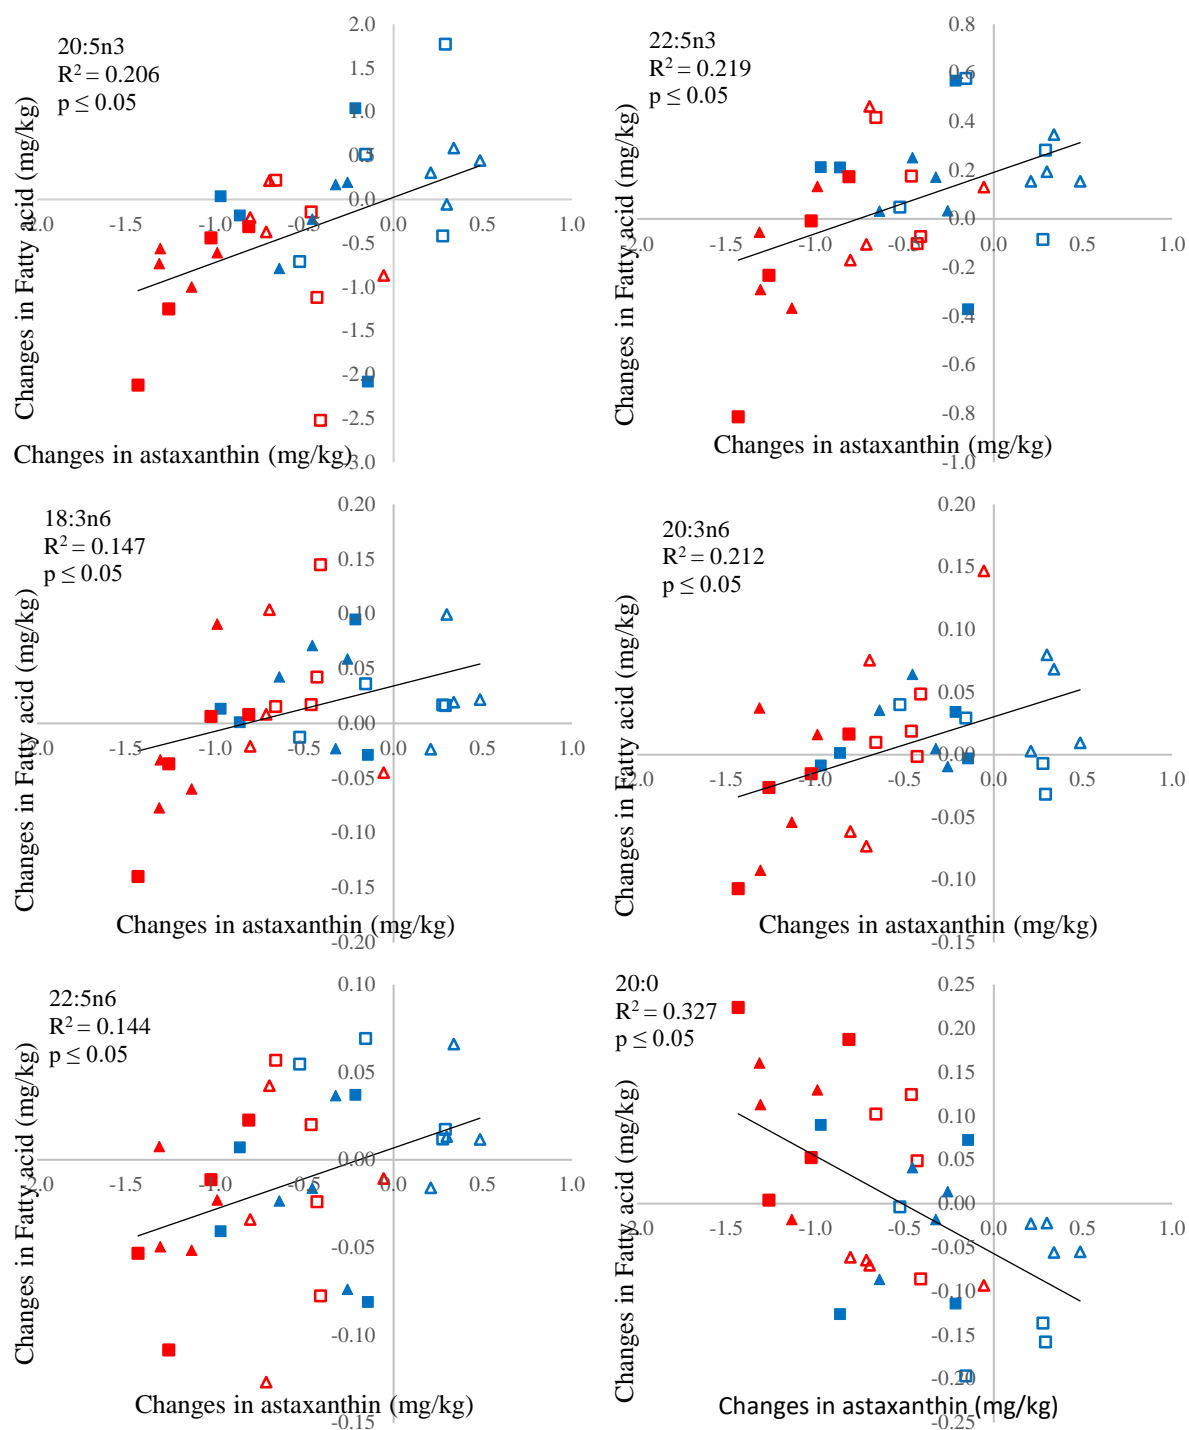 20:5n3
R² = 0.206
p ≤ 0.05
Changes in Fatty acid (mg/kg)
2.0
1.5
1.0
0.5
0.0
-0.5
-1.0
-1.5
-2.0
-2.5
-3.0
-2.0 -1.5 -1.0 -0.5 0.0 0.5 1.0
Changes in astaxanthin (mg/kg)
22:5n3
R² = 0.219
p ≤ 0.05
Changes in Fatty acid (mg/kg)
0.8
0.6
0.4
0.2
0.0
-0.2
-0.4
-0.6
-0.8
-1.0
-2.0 -1.5 -1.0 -0.5 0.0 0.5 1.0
Changes in astaxanthin (mg/kg)
18:3n6
R² = 0.147
p ≤ 0.05
Changes in Fatty acid (mg/kg)
0.20
0.15
0.10
0.05
0.00
-0.05
-0.10
-0.15
-0.20
-2.0 -1.5 -1.0 -0.5 0.0 0.5 1.0
Changes in astaxanthin (mg/kg)
20:3n6
R² = 0.212
p ≤ 0.05
Changes in Fatty acid (mg/kg)
0.20
0.15
0.10
0.05
0.00
-0.05
-0.10
-0.15
-2.0 -1.5 -1.0 -0.5 0.0 0.5 1.0
Changes in astaxanthin (mg/kg)
22:5n6
R² = 0.144
p ≤ 0.05
Changes in Fatty acid (mg/kg)
0.10
0.05
0.00
-0.05
-0.10
-0.15
-2.0 -1.5 -1.0 -0.5 0.0 0.5 1.0
Changes in astaxanthin (mg/kg)
20:0
R² = 0.327
p ≤ 0.05
Changes in Fatty acid (mg/kg)
0.25
0.20
0.15
0.10
0.05
0.00
-0.05
-0.10
-0.15
-0.20
-0.25
-2.0 -1.5 -1.0 -0.5 0.0 0.5 1.0
Changes in astaxanthin (mg/kg)